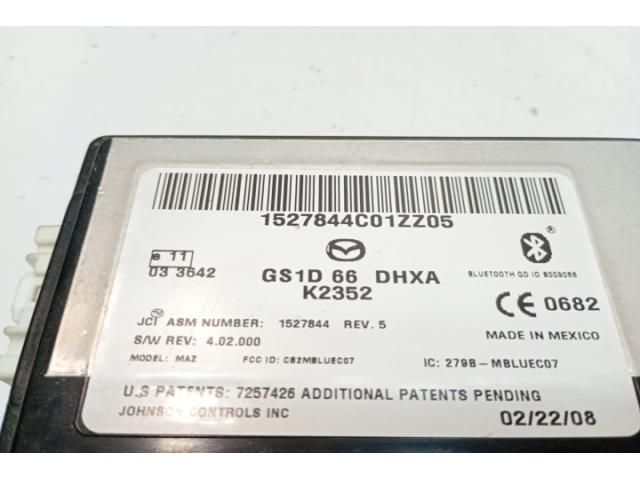 1527844C01ZZ05
e 11
03 3642
GS1D 66 DHXA
K2352
BLUETOOTH QD ID B009086
CE 0682
JCI ASM NUMBER: 1527844 REV. 5
S/W REV: 4.02.000
MADE IN MEXICO
MODEL: MAZ FCC ID: CB2MBLUEC07 IC: 279B-MBLUEC07
U.S PATENTS: 7257426 ADDITIONAL PATENTS PENDING
JOHNSON CONTROLS INC
02/22/08